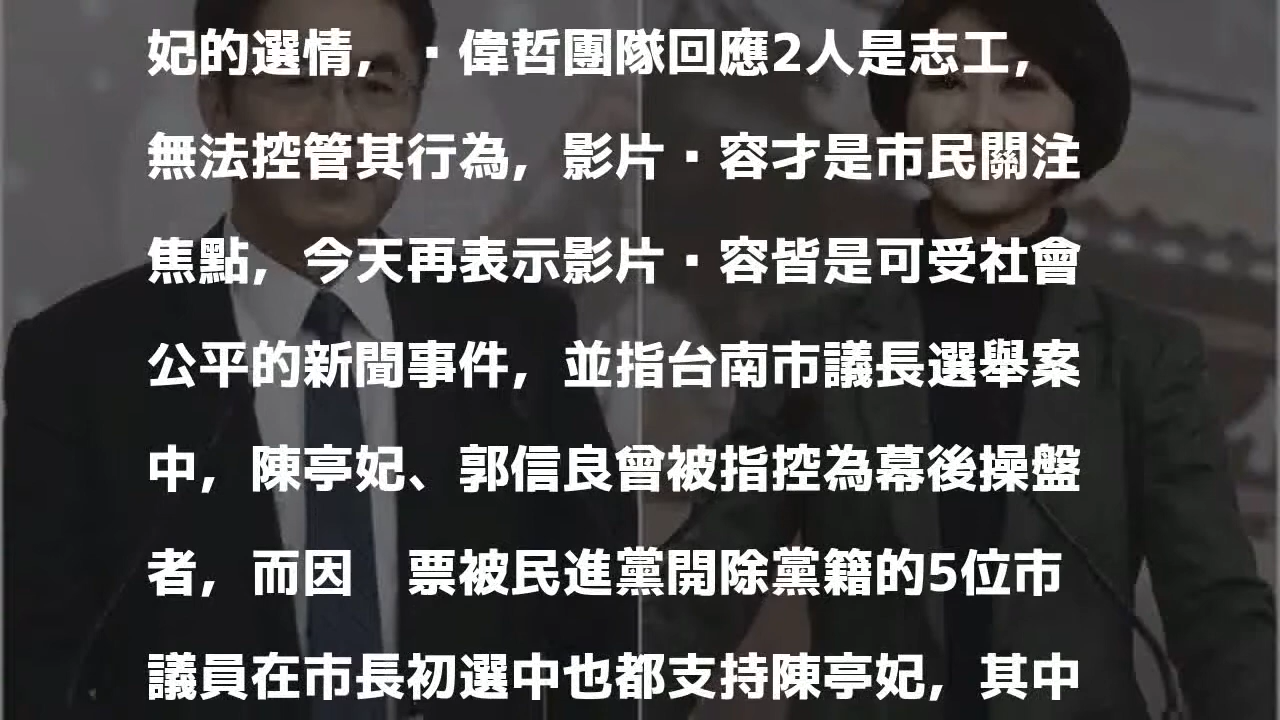 妃的選情，▪偉哲團隊回應2人是志工，
無法控管其行為，影片▪容才是市民關注
焦點，今天再表示影片▪容皆是可受社會
公平的新聞事件，並指台南市議長選舉案
中，陳亭妃、郭信良曾被指控為幕後操盤
者，而因　票被民進黨開除黨籍的5位市
議員在市長初選中也都支持陳亭妃，其中